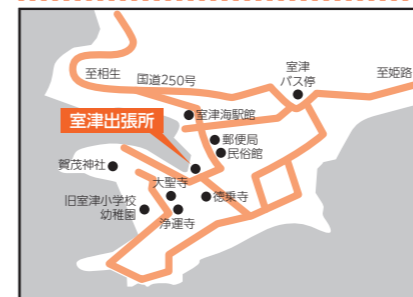 室津
バス停
至姫路
至相生
国道250号
室津海駅館
室津出張所
郵便局
民俗館
賀茂神社
大聖寺
徳乗寺
旧室津小学校
幼稚園
浄運寺